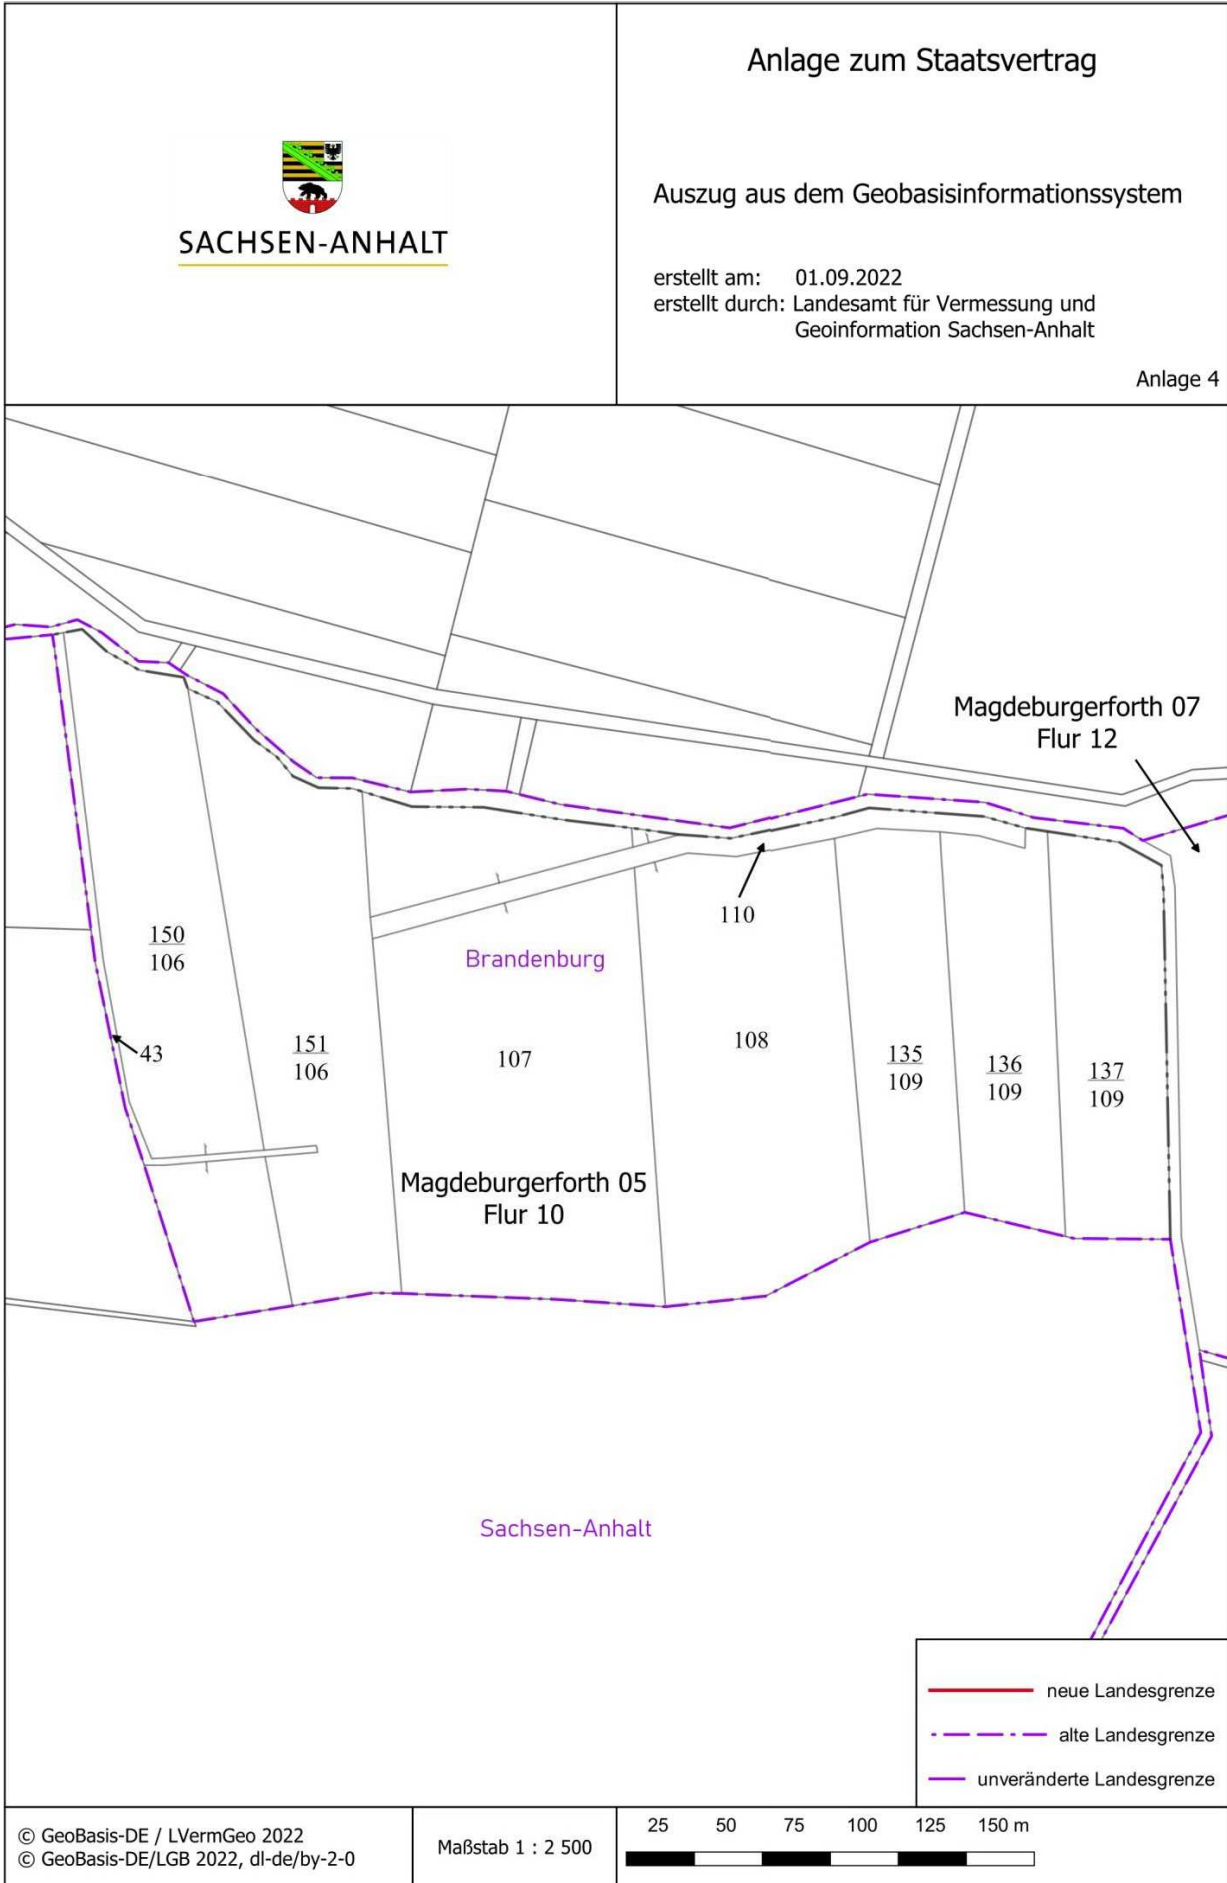 SACHSEN-ANHALT
Anlage zum Staatsvertrag
Auszug aus dem Geobasisinformationssystem
erstellt am: 01.09.2022
erstellt durch: Landesamt für Vermessung und
Geoinformation Sachsen-Anhalt
Anlage 4
Magdeburgerforth 07
Flur 12
110
150
106
Brandenburg
43
151
106
107
108
135
109
136
109
137
109
Magdeburgerforth 05
Flur 10
Sachsen-Anhalt
neue Landesgrenze
alte Landesgrenze
unveränderte Landesgrenze
© GeoBasis-DE / LVermGeo 2022
© GeoBasis-DE/LGB 2022, dl-de/by-2-0
Maßstab 1 : 2 500
25 50 75 100 125 150 m